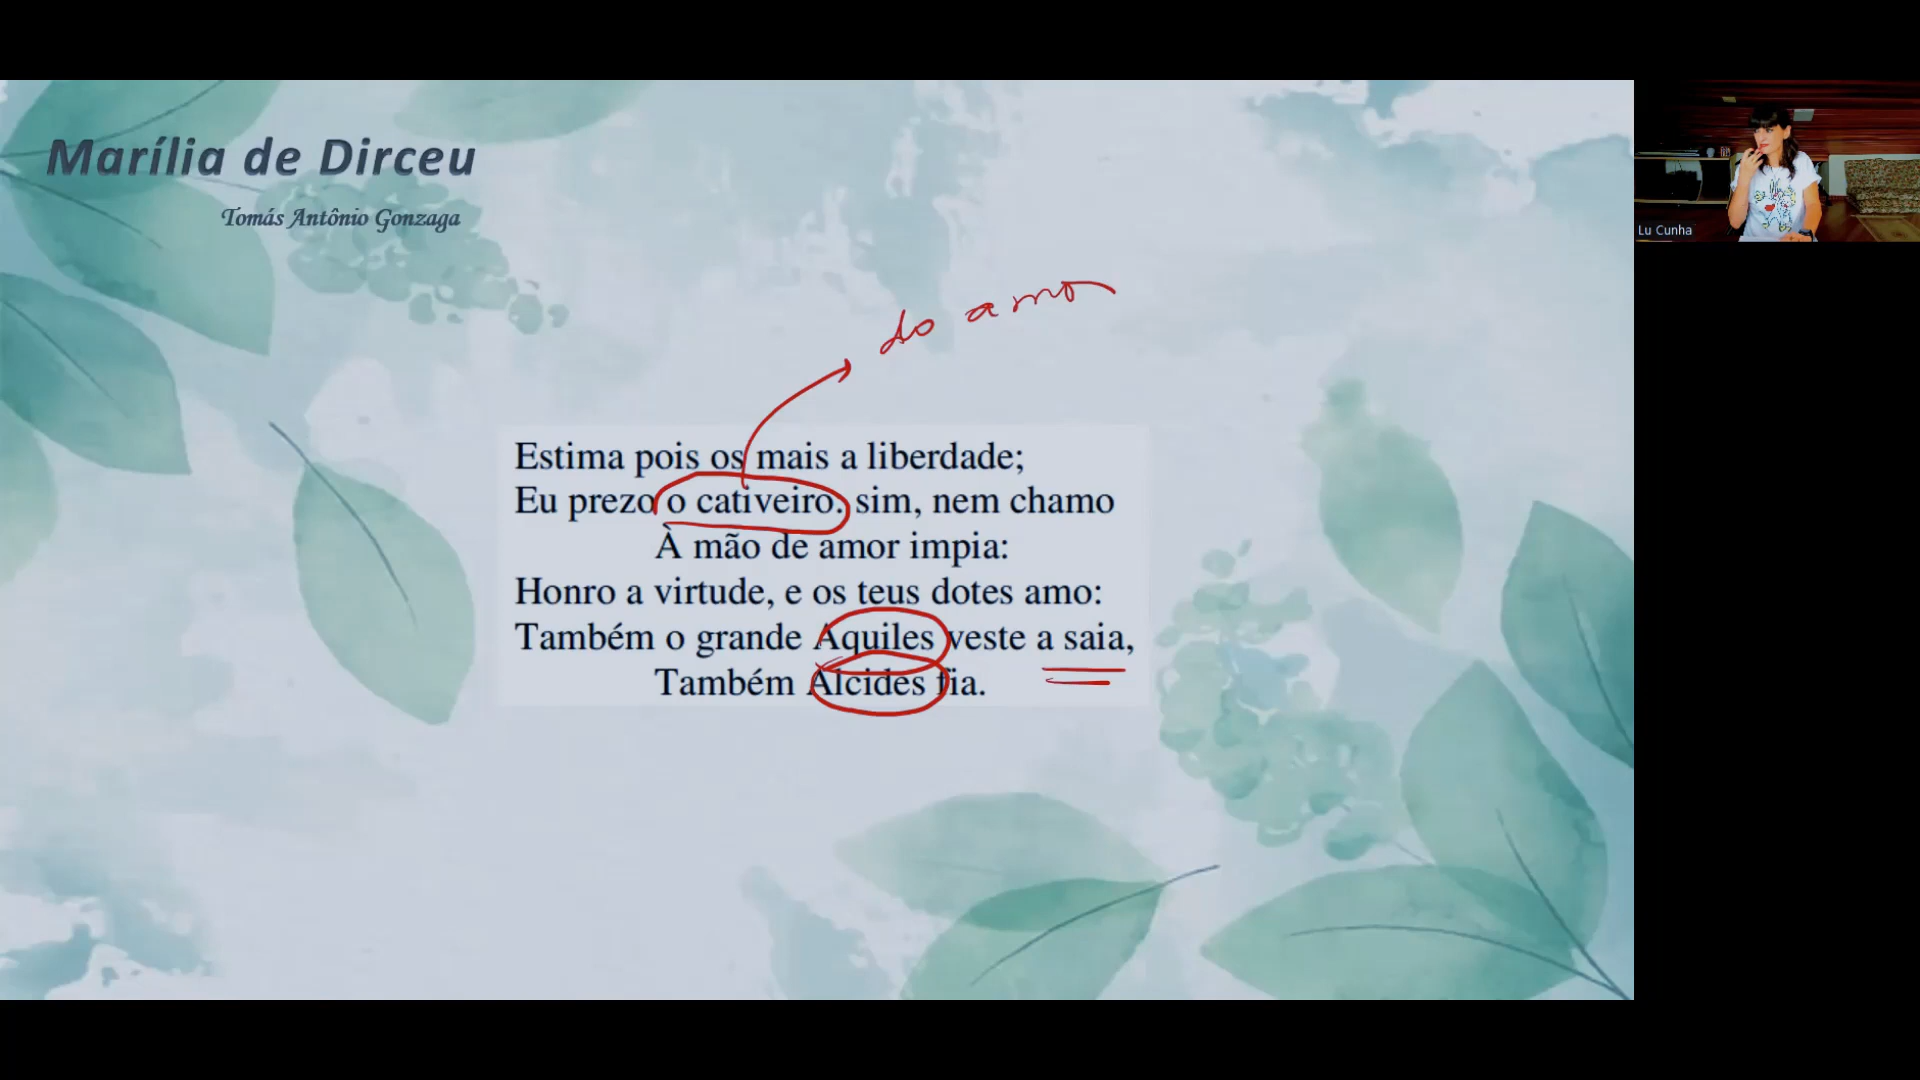 Marília de Dirceu
Tomás Antônio Gonzaga
Lu Cunha
do amor
Estima pois os mais a liberdade;
Eu prezo o cativeiro. sim, nem chamo
À mão de amor impia:
Honro a virtude, e os teus dotes amo:
Também o grande Aquiles veste a saia,
Também Alcides fia.